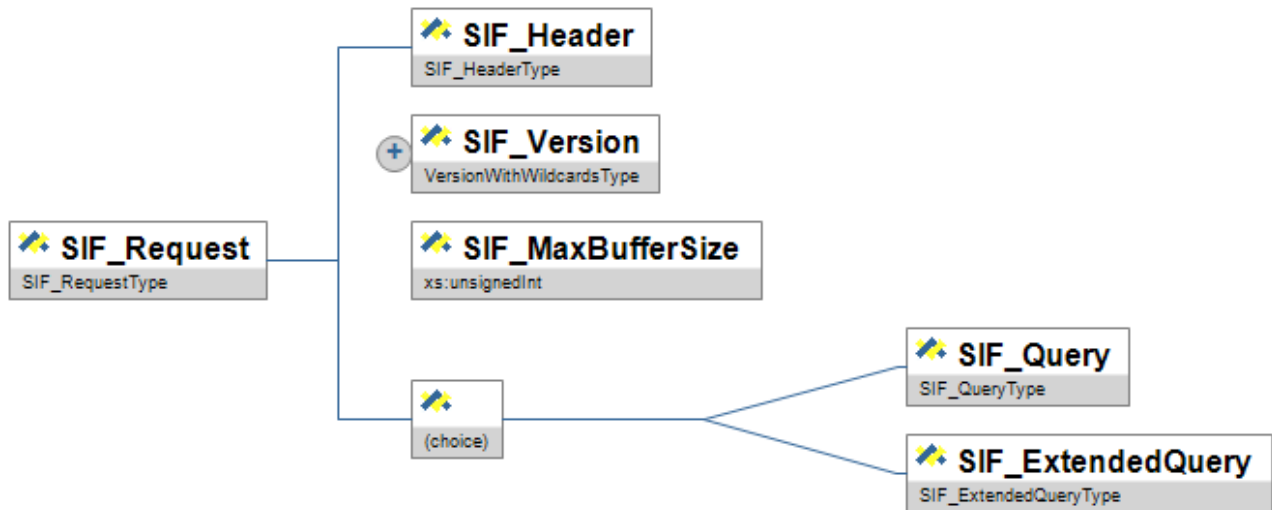 SIF_Header
SIF_HeaderType
+
SIF_Version
VersionWithWildcardsType
SIF_Request
SIF_RequestType
SIF_MaxBufferSize
xs:unsignedInt
SIF_Query
SIF_QueryType
(choice)
SIF_ExtendedQuery
SIF_ExtendedQueryType